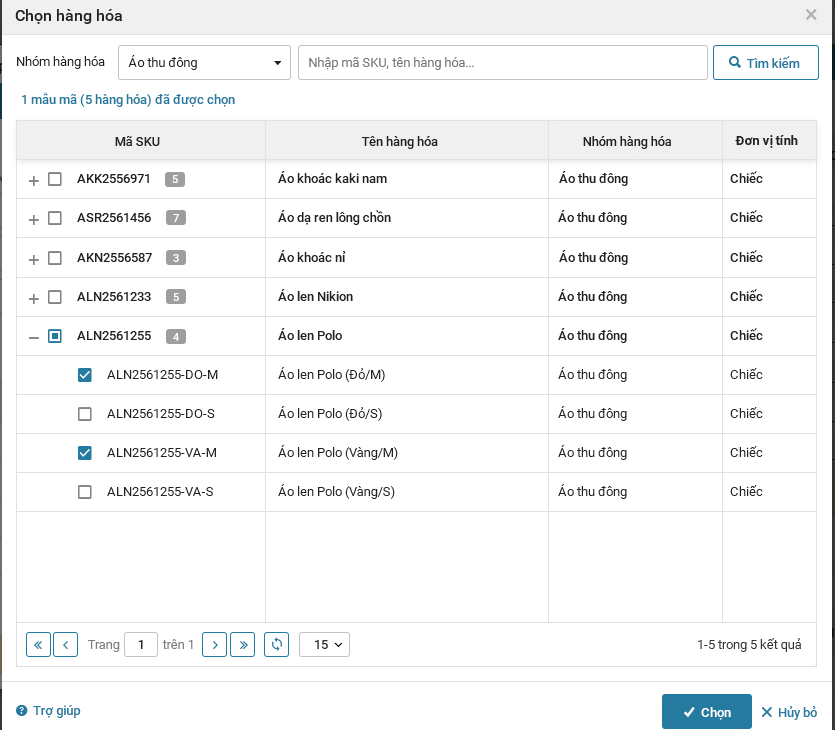 Chọn hàng hóa
Nhóm hàng hóa Áo thu đông Nhập mã SKU, tên hàng hóa... Tìm kiếm
1 mẫu mã (5 hàng hóa) đã được chọn
Mã SKU Tên hàng hóa Nhóm hàng hóa Đơn vị tính
AKK2556971 5 Áo khoác kaki nam Áo thu đông Chiếc
ASR2561456 7 Áo dạ ren lông chồn Áo thu đông Chiếc
AKN2556587 3 Áo khoác nỉ Áo thu đông Chiếc
ALN2561233 5 Áo len Nikion Áo thu đông Chiếc
ALN2561255 4 Áo len Polo Áo thu đông Chiếc
ALN2561255-DO-M Áo len Polo (Đỏ/M) Áo thu đông Chiếc
ALN2561255-DO-S Áo len Polo (Đỏ/S) Áo thu đông Chiếc
ALN2561255-VA-M Áo len Polo (Vàng/M) Áo thu đông Chiếc
ALN2561255-VA-S Áo len Polo (Vàng/S) Áo thu đông Chiếc
Trang 1 trên 1 15 1-5 trong 5 kết quả
Trợ giúp Chọn Hủy bỏ